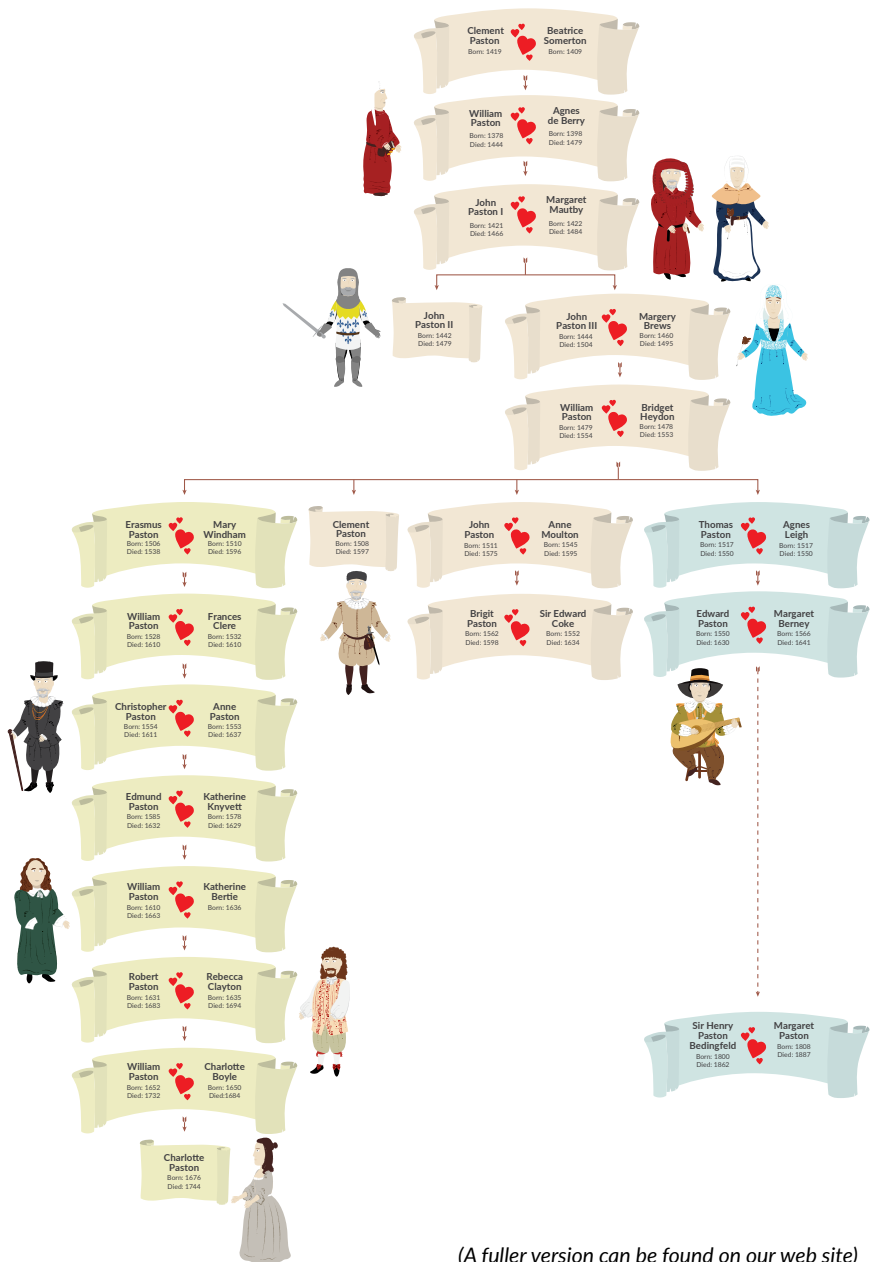 Clement
Paston
Born: 1419
Beatrice
Somerton
Born: 1409
William
Paston
Born: 1378
Died: 1444
Agnes
de Berry
Born: 1398
Died: 1479
John
Paston I
Born: 1421
Died: 1466
Margaret
Mautby
Born: 1422
Died: 1484
John
Paston II
Born: 1442
Died: 1479
John
Paston III
Born: 1444
Died: 1504
Margery
Brews
Born: 1460
Died: 1495
William
Paston
Born: 1479
Died: 1554
Bridget
Heydon
Born: 1478
Died: 1553
Erasmus
Paston
Born: 1506
Died: 1538
Mary
Windham
Born: 1510
Died: 1596
Clement
Paston
Born: 1508
Died: 1597
John
Paston
Born: 1511
Died: 1575
Anne
Moulton
Born: 1545
Died: 1595
Thomas
Paston
Born: 1517
Died: 1550
Agnes
Leigh
Born: 1517
Died: 1550
William
Paston
Born: 1528
Died: 1610
Frances
Clere
Born: 1532
Died: 1610
Brigit
Paston
Born: 1562
Died: 1598
Sir Edward
Coke
Born: 1552
Died: 1634
Edward
Paston
Born: 1550
Died: 1630
Margaret
Berney
Born: 1566
Died: 1641
Christopher
Paston
Born: 1554
Died: 1611
Anne
Paston
Born: 1553
Died: 1637
Edmund
Paston
Born: 1585
Died: 1632
Katherine
Knyvett
Born: 1578
Died: 1629
William
Paston
Born: 1610
Died: 1663
Katherine
Bertie
Born: 1636
Robert
Paston
Born: 1631
Died: 1683
Rebecca
Clayton
Born: 1635
Died: 1694
Sir Henry
Paston
Bedingfeld
Born: 1800
Died: 1862
Margaret
Paston
Born: 1808
Died: 1887
William
Paston
Born: 1652
Died: 1732
Charlotte
Boyle
Born: 1650
Died:1684
Charlotte
Paston
Born: 1676
Died: 1744
(A fuller version can be found on our web site)